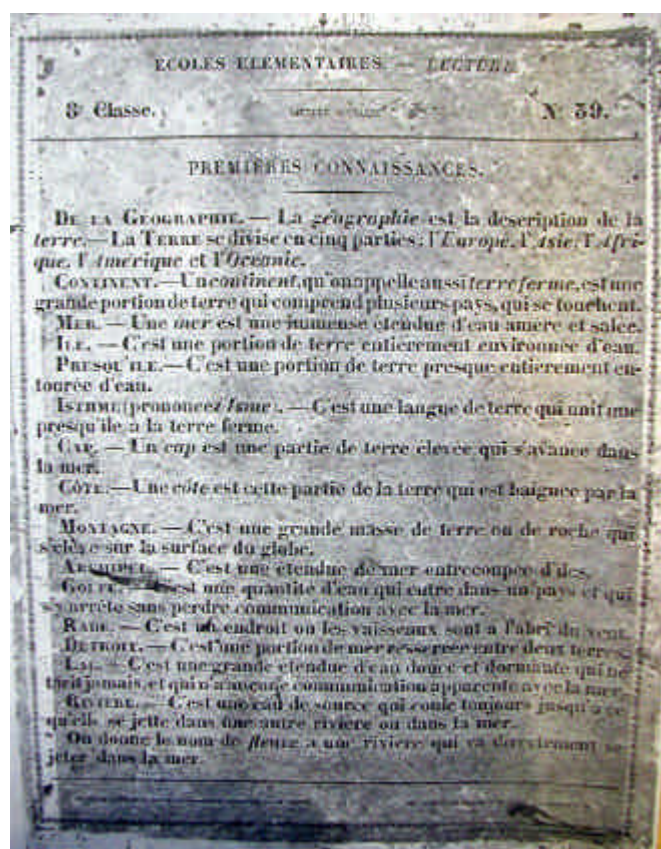 ECOLES ELEMENTAIRES. — LECTURE.
8e Classe.
N° 39.
PREMIÈRES CONNAISSANCES.
DE LA GÉOGRAPHIE. — La géographie est la description de la
terre. — La TERRE se divise en cinq parties : l'Europe, l'Asie, l'Afri-
que, l'Amérique et l'Océanie.
CONTINENT. — Un continent, qu'on appelle aussi terre ferme, est une
grande portion de terre qui comprend plusieurs pays, qui se touchent.
MER. — Une mer est une immense étendue d'eau amère et salée.
ILE. — C'est une portion de terre entièrement environnée d'eau.
PRESQU'ILE. — C'est une portion de terre presque entièrement en-
tourée d'eau.
ISTHME (prononcez Isme). — C'est une langue de terre qui unit une
presqu'île à la terre ferme.
CAP. — Un cap est une partie de terre élevée qui s'avance dans
la mer.
CÔTE. — Une côte est cette partie de la terre qui est baignée par la
mer.
MONTAGNE. — C'est une grande masse de terre ou de roche qui
s'élève sur la surface du globe.
ARCHIPEL. — C'est une étendue de mer entrecoupée d'îles.
GOLFE. — C'est une quantité d'eau qui entre dans un pays et qui
s'y arrête sans perdre communication avec la mer.
RADE. — C'est un endroit où les vaisseaux sont à l'abri du vent.
DÉTROIT. — C'est une portion de mer resserrée entre deux terres.
LAC. — C'est une grande étendue d'eau douce et dormante qui ne
tarit jamais, et qui n'a aucune communication apparente avec la mer.
RIVIÈRE. — C'est une eau de source qui coule toujours jusqu'à ce
qu'elle se jette dans une autre rivière ou dans la mer.
On donne le nom de fleuve à une rivière qui va directement se
jeter dans la mer.